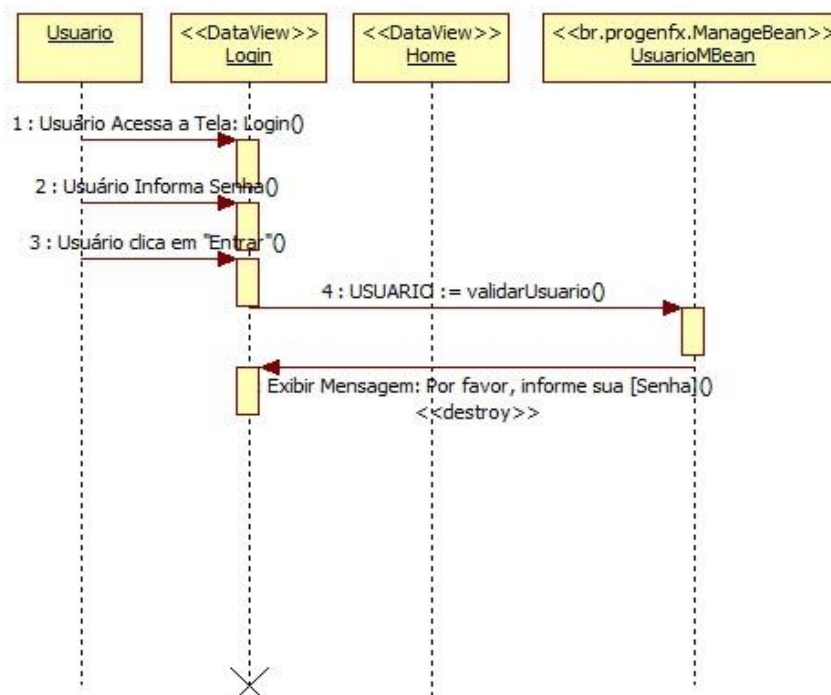 Usuario
<<DataView>>
Login
<<DataView>>
Home
<<br.progenfx.ManageBean>>
UsuarioMBean
1 : Usuário Acessa a Tela: Login()
2 : Usuário Informa Senha()
3 : Usuário clica em "Entrar"()
4 : USUARIO := validarUsuario()
Exibir Mensagem: Por favor, informe sua [Senha]()
<<destroy>>